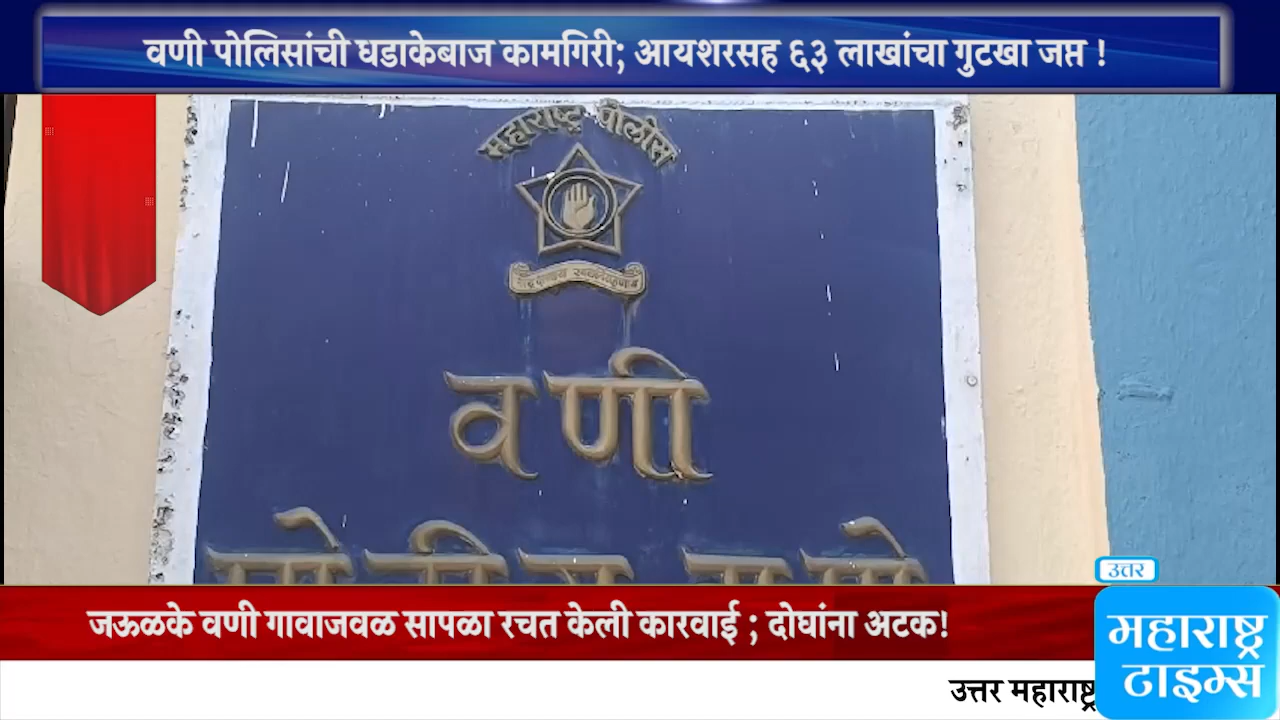 वणी पोलिसांची धडाकेबाज कामगिरी; आयशरसह ६३ लाखांचा गुटखा जप्त !
महाराष्ट्र पोलीस
वणी
जऊळके वणी गावाजवळ सापळा रचत केली कारवाई ; दोघांना अटक!
उत्तर
महाराष्ट्र
टाइम्स
उत्तर महाराष्ट्र